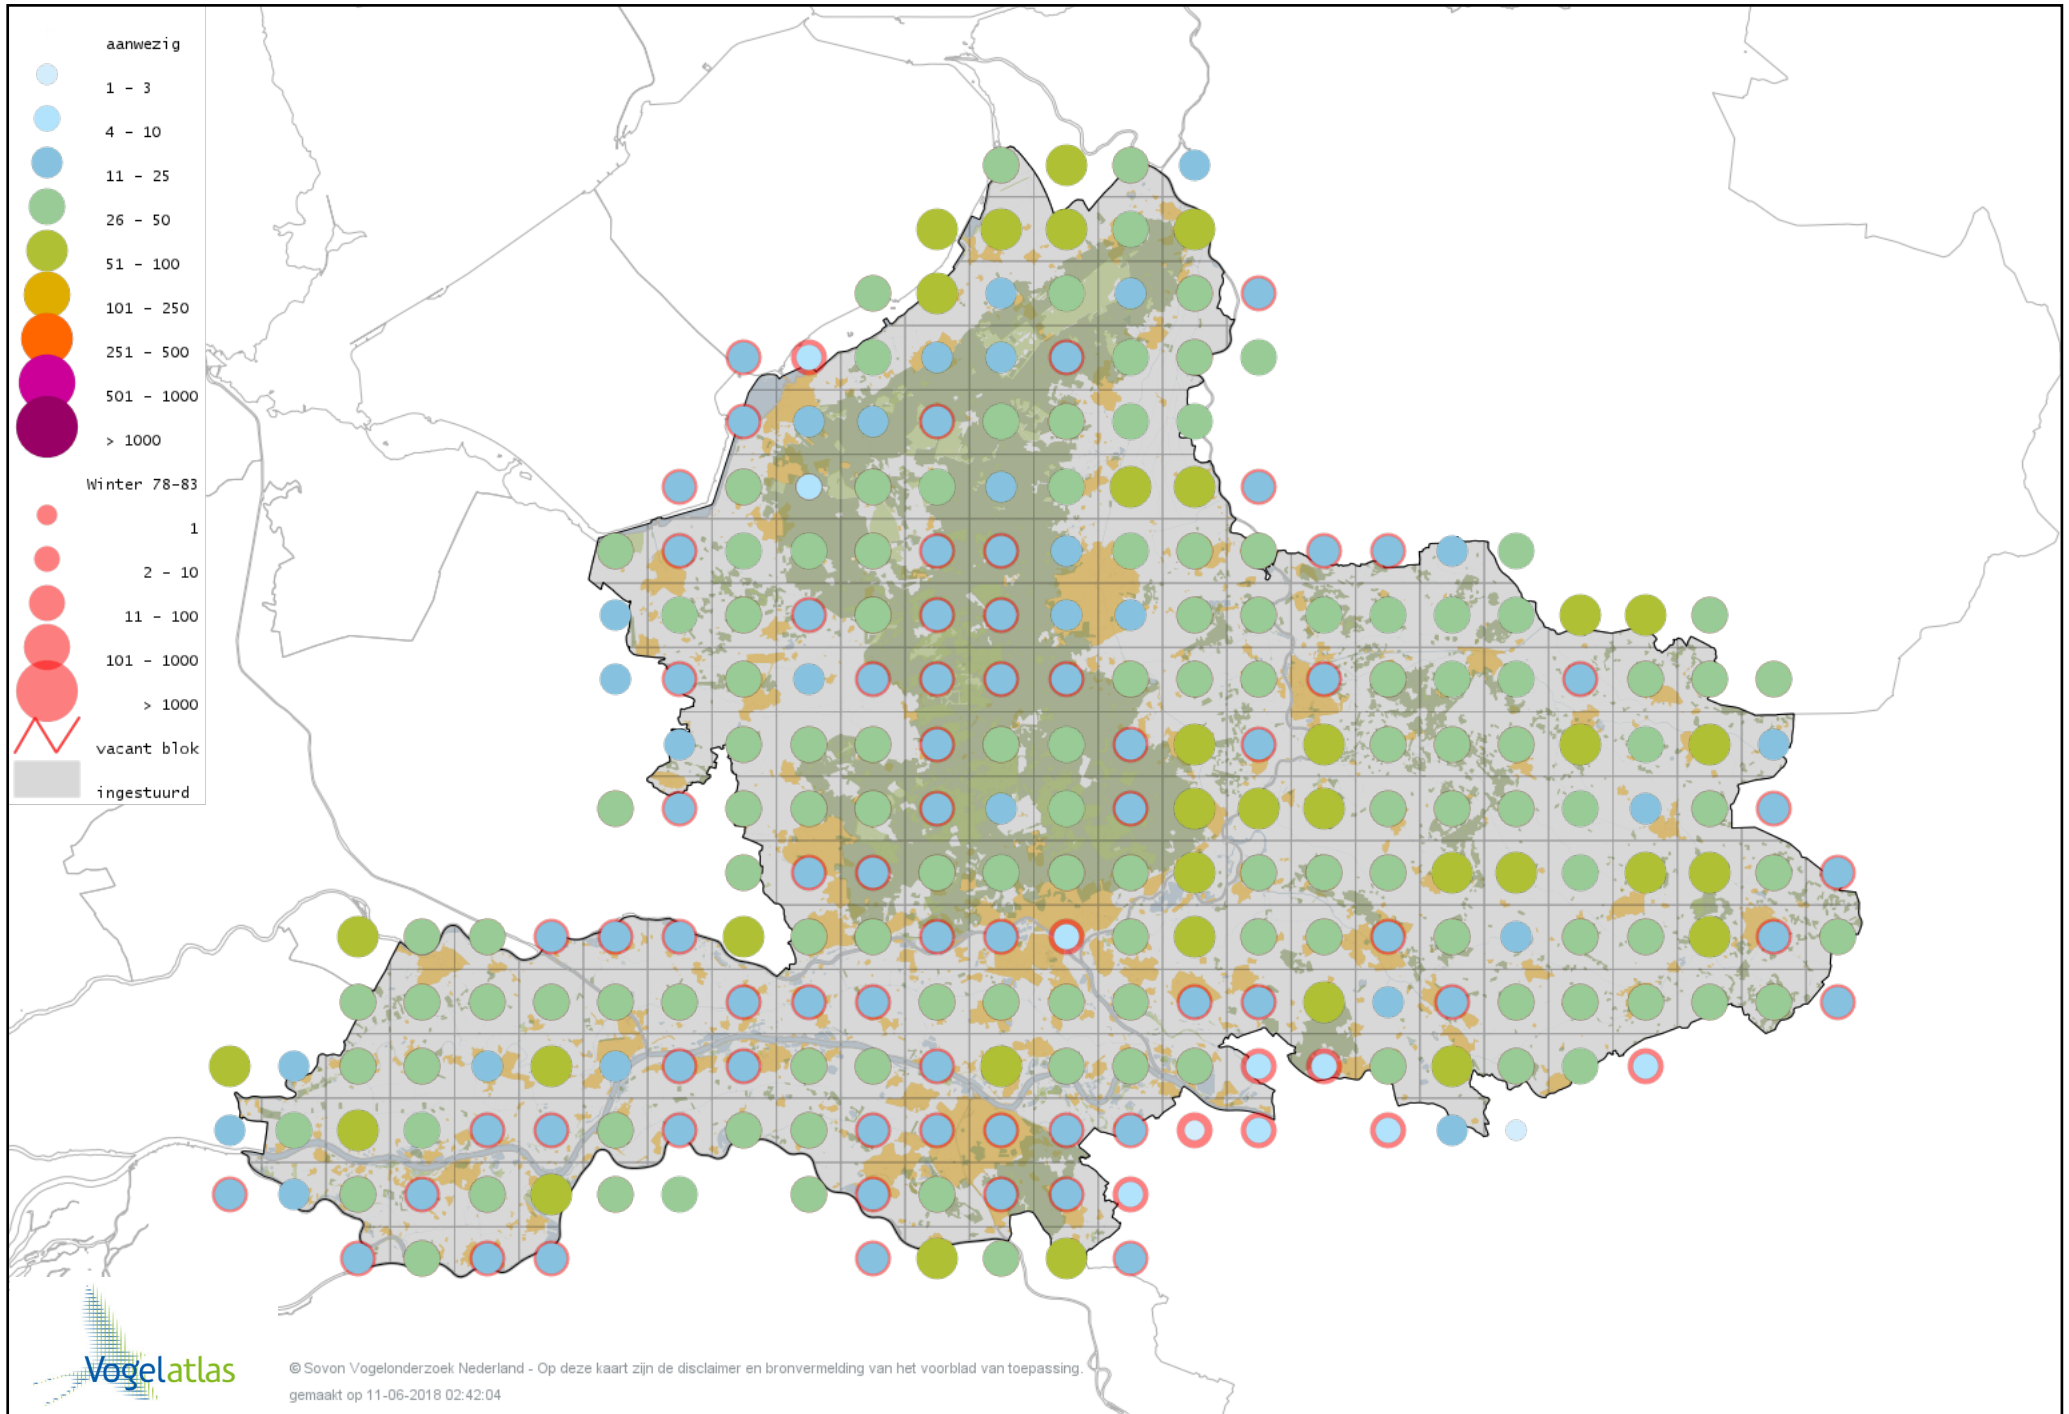 aanwezig
1 - 3
4 - 10
11 - 25
26 - 50
51 - 100
101 - 250
251 - 500
501 - 1000
> 1000
Winter 78-83
1
2 - 10
11 - 100
101 - 1000
> 1000
vacant blok
ingestuurd
Vogelatlas
© Sovon Vogelonderzoek Nederland - Op deze kaart zijn de disclaimer en bronvermelding van het voorblad van toepassing.
gemaakt op 11-06-2018 02:42:04